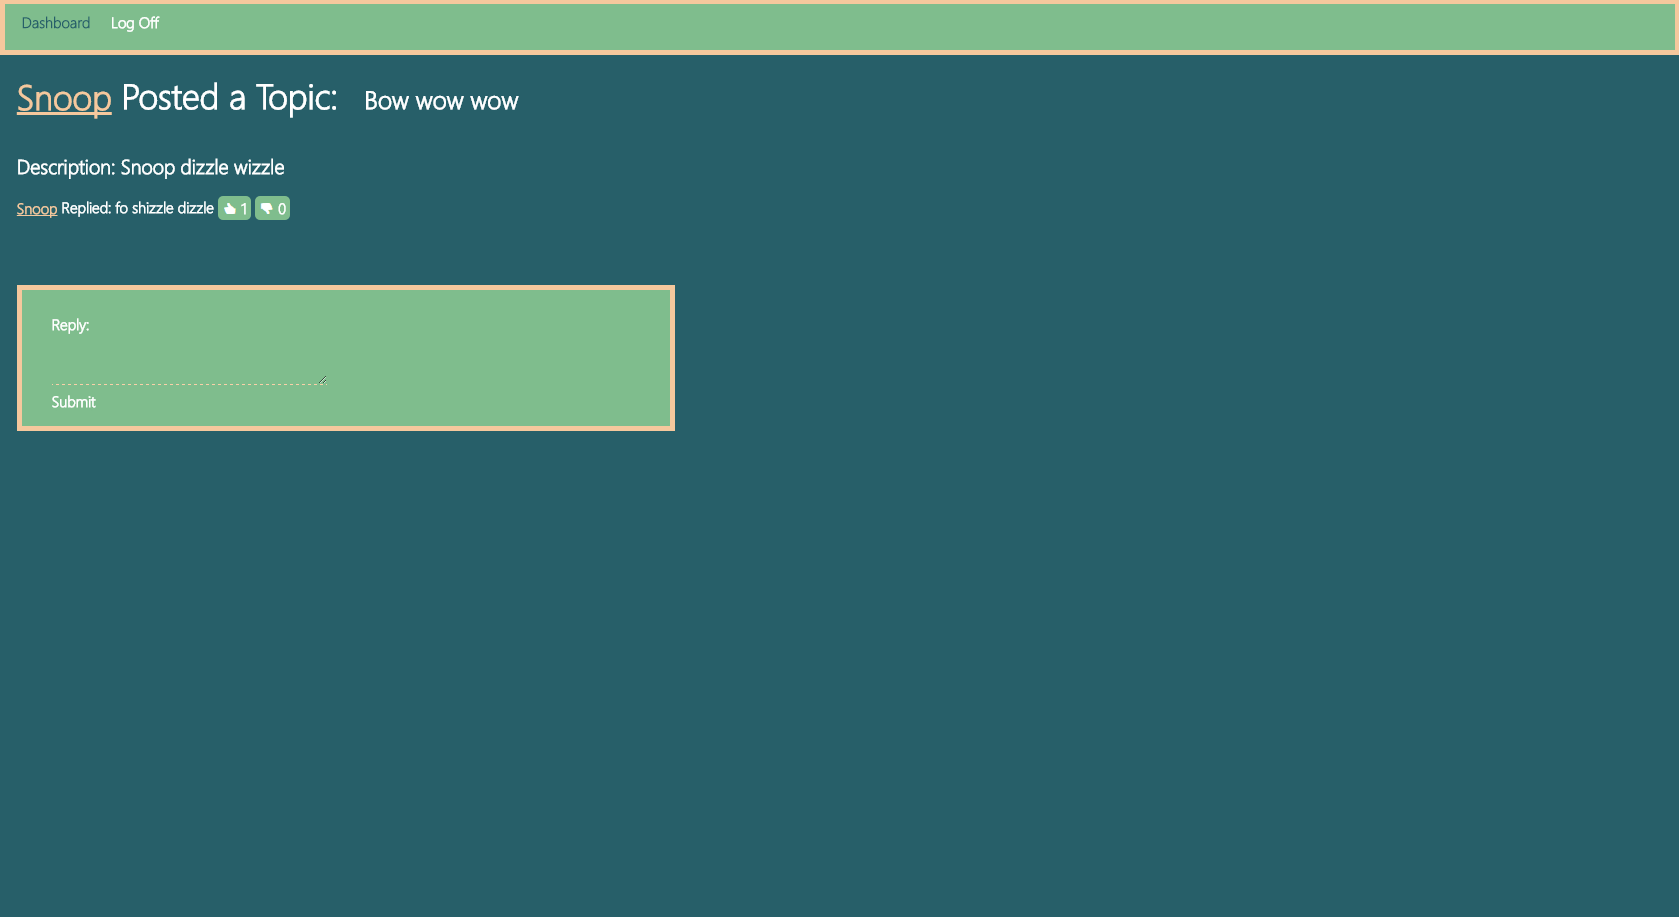 Dashboard Log Off
Snoop Posted a Topic: Bow wow wow
Description: Snoop dizzle wizzle
Snoop Replied: fo shizzle dizzle 1 0
Reply:
Submit